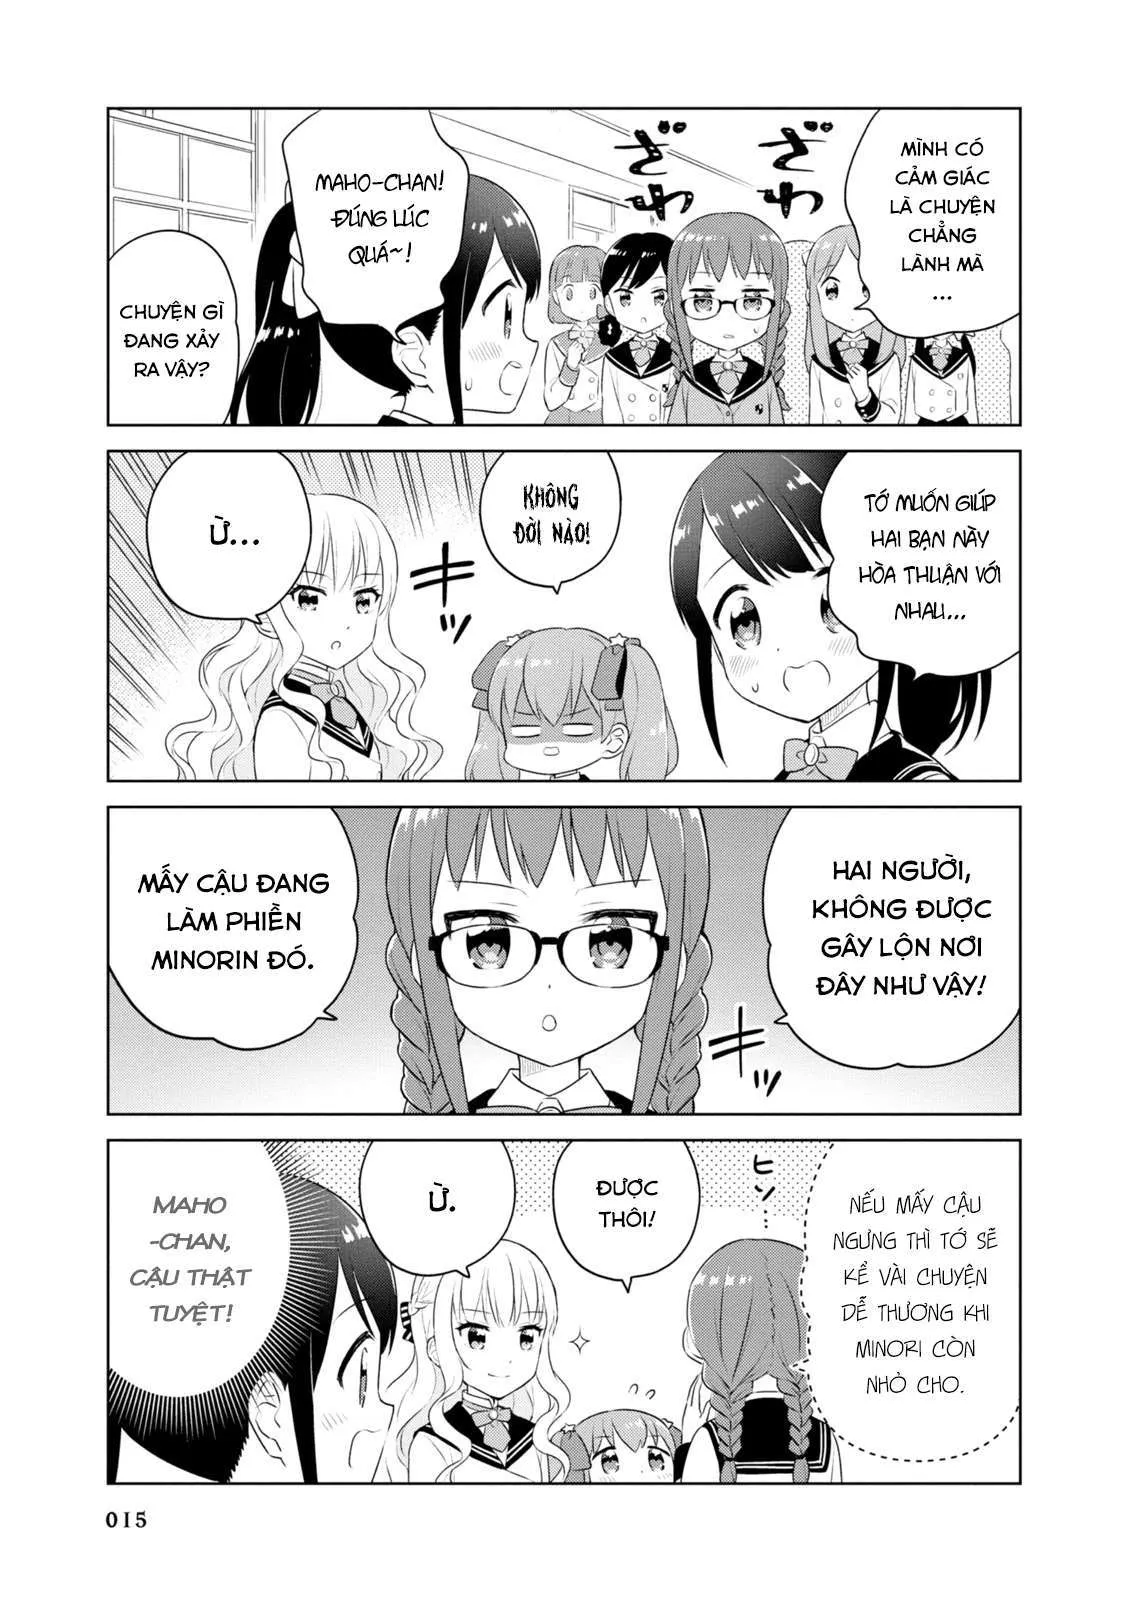 MÌNH CÓ
CẢM GIÁC
LÀ CHUYỆN
CHẲNG
LÀNH MÀ
...
ざわ
ざわ
MAHO-CHAN!
ĐÚNG LÚC
QUÁ~!
CHUYỆN GÌ
ĐANG XẢY
RA VẬY?
TỚ MUỐN GIÚP
HAI BẠN NÀY
HÒA THUẬN VỚI
NHAU...
KHÔNG
ĐỜI NÀO!
キッ
Ừ...
HAI NGƯỜI,
KHÔNG ĐƯỢC
GÂY LỘN NƠI
ĐÂY NHƯ VẬY!
キッ
MẤY CẬU ĐANG
LÀM PHIỀN
MINORIN ĐÓ.
NẾU MẤY CẬU
NGƯNG THÌ TỚ SẼ
KỂ VÀI CHUYỆN
DỄ THƯƠNG KHI
MINORI CÒN
NHỎ CHO.
ヒソ...
ĐƯỢC
THÔI!
Ừ.
MAHO
-CHAN,
CẬU THẬT
TUYỆT!
015